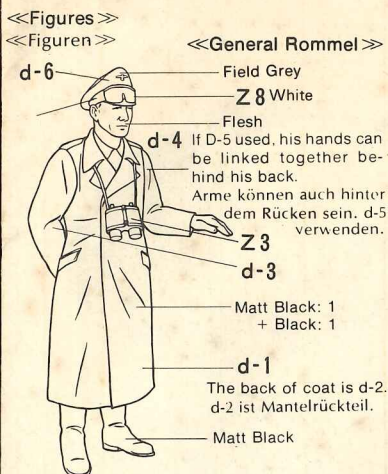 ≪Figures≫
≪Figuren≫
≪General Rommel≫
d-6
Field Grey
Z 8 White
Flesh
d-4 If D-5 used, his hands can
be linked together be-
hind his back.
Arme können auch hinter
dem Rücken sein. d-5
verwenden.
Z 3
d-3
Matt Black: 1
+ Black: 1
d-1
The back of coat is d-2.
d-2 ist Mantelrückteil.
Matt Black